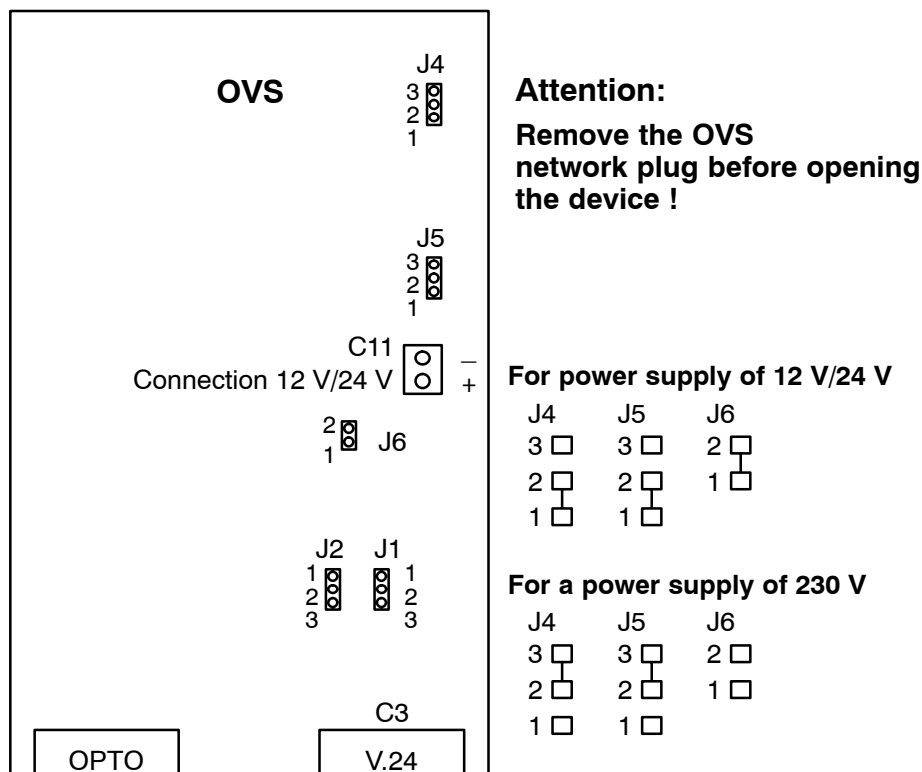 OVS
J4
3
2
1
J5
3
2
1
C11
Connection 12 V/24 V
–
+
2
1
J6
J2
J1
1
2
3
1
2
3
C3
OPTO
V.24
Attention:
Remove the OVS
network plug before opening
the device !
For power supply of 12 V/24 V
J4 J5 J6
3 3 2
2 2 1
1 1
For a power supply of 230 V
J4 J5 J6
3 3 2
2 2 1
1 1